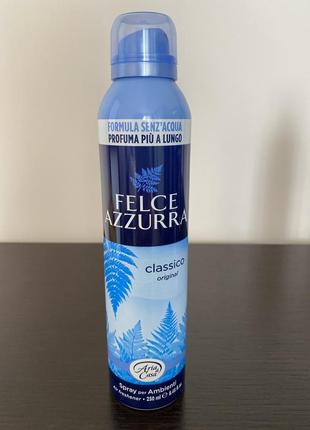 FORMULA SENZ'ACQUA
PROFUMA PIÙ A LUNGO
FELCE
AZZURRA
classico
original
Aria di
Casa
Spray per Ambienti
Air Freshener • 250 ml ℮